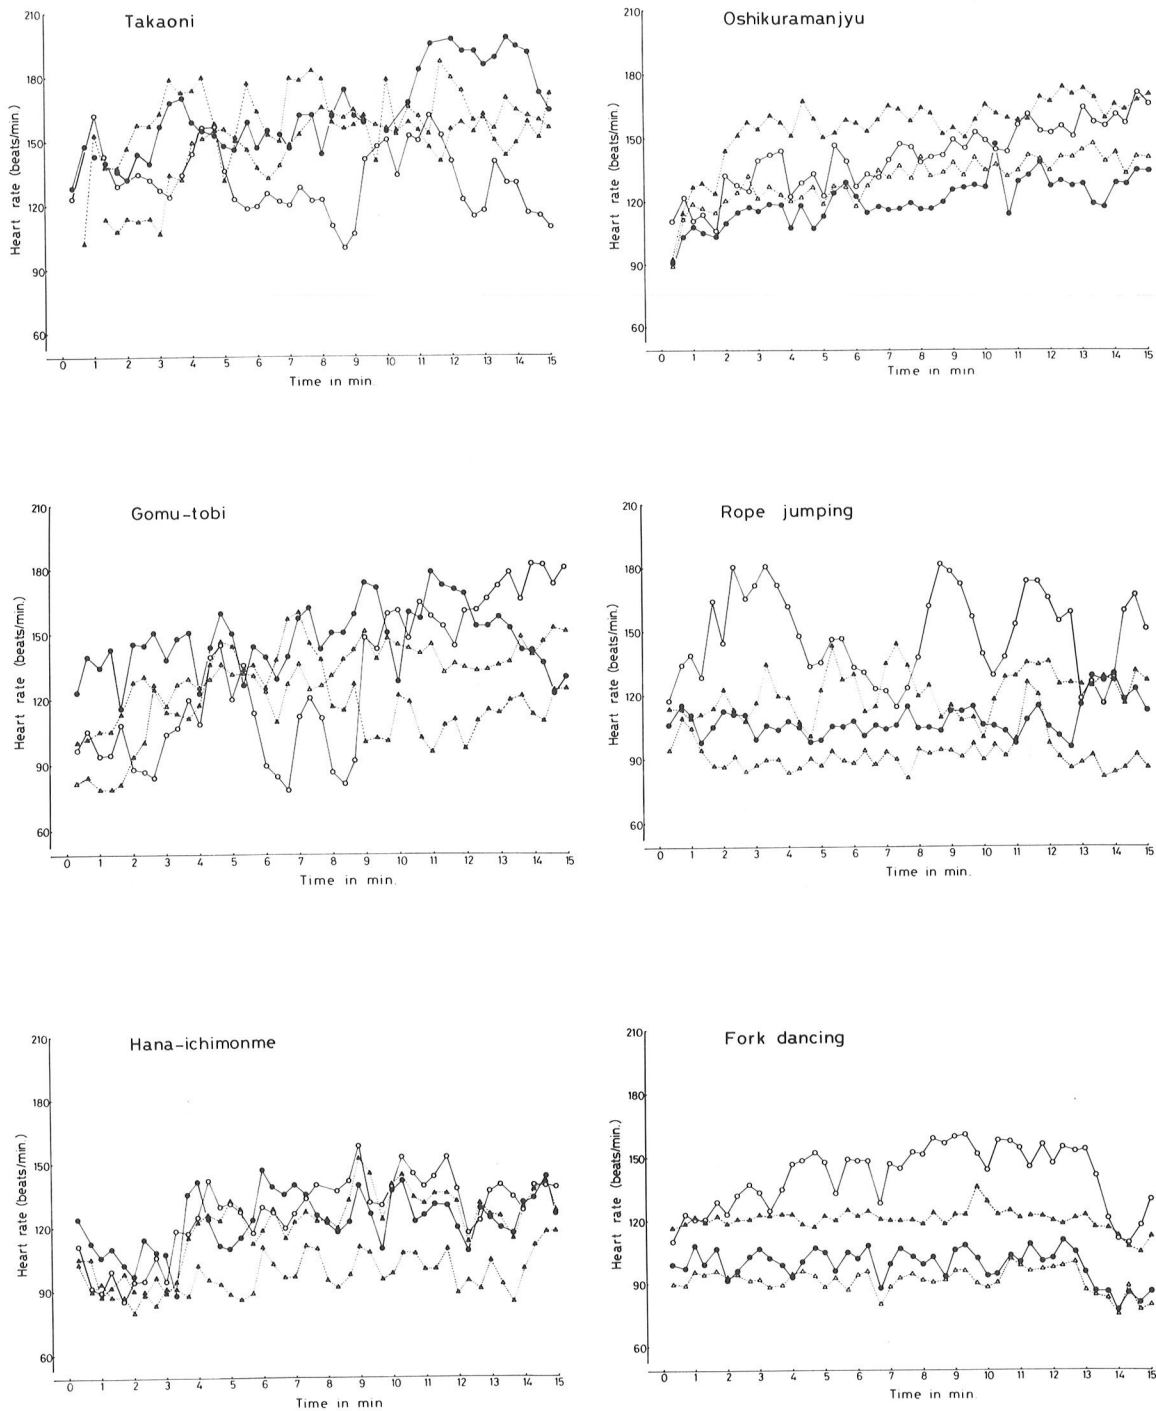 Takaoni
210
180
150
120
90
60
Heart rate (beats/min.)
0 1 2 3 4 5 6 7 8 9 10 11 12 13 14 15
Time in min.
Oshikuramanjyu
210
180
150
120
90
60
Heart rate (beats/min.)
0 1 2 3 4 5 6 7 8 9 10 11 12 13 14 15
Time in min
Gomu-tobi
210
180
150
120
90
60
Heart rate (beats/min.)
0 1 2 3 4 5 6 7 8 9 10 11 12 13 14 15
Time in min.
Rope jumping
210
180
150
120
90
60
Heart rate (beats/min.)
0 1 2 3 4 5 6 7 8 9 10 11 12 13 14 15
Time in min.
Hana-ichimonme
210
180
150
120
90
60
Heart rate (beats/min.)
0 1 2 3 4 5 6 7 8 9 10 11 12 13 14 15
Time in min
Fork dancing
210
180
150
120
90
60
Heart rate (beats/min.)
0 1 2 3 4 5 6 7 8 9 10 11 12 13 14 15
Time in min.